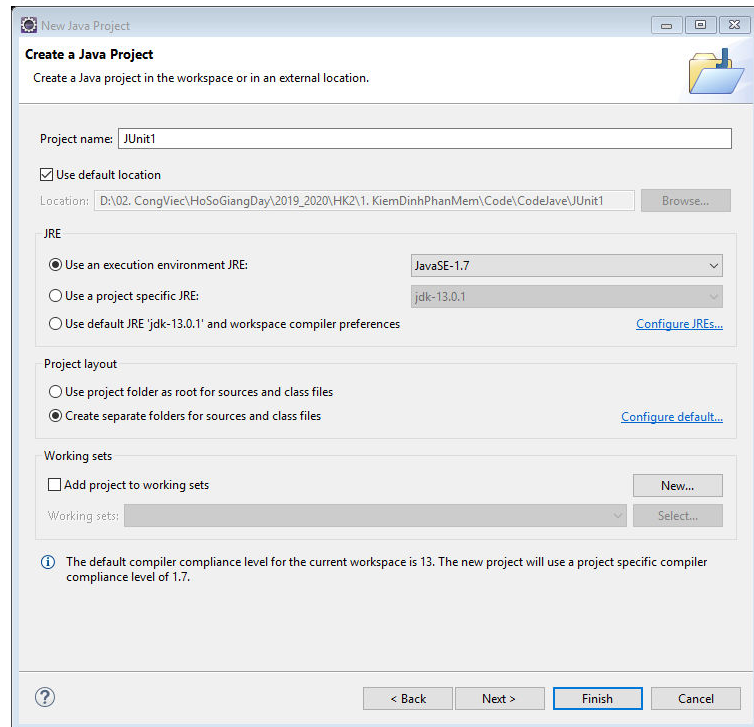 New Java Project
Create a Java Project
Create a Java project in the workspace or in an external location.
Project name: JUnit1
Use default location
Location: D:\02. CongViec\HoSoGiangDay\2019_2020\HK2\1. KiemDinhPhanMem\Code\CodeJave\JUnit1 Browse...
JRE
Use an execution environment JRE: JavaSE-1.7
Use a project specific JRE: jdk-13.0.1
Use default JRE 'jdk-13.0.1' and workspace compiler preferences Configure JREs...
Project layout
Use project folder as root for sources and class files
Create separate folders for sources and class files Configure default...
Working sets
Add project to working sets New...
Working sets: Select...
The default compiler compliance level for the current workspace is 13. The new project will use a project specific compiler
compliance level of 1.7.
? < Back Next > Finish Cancel